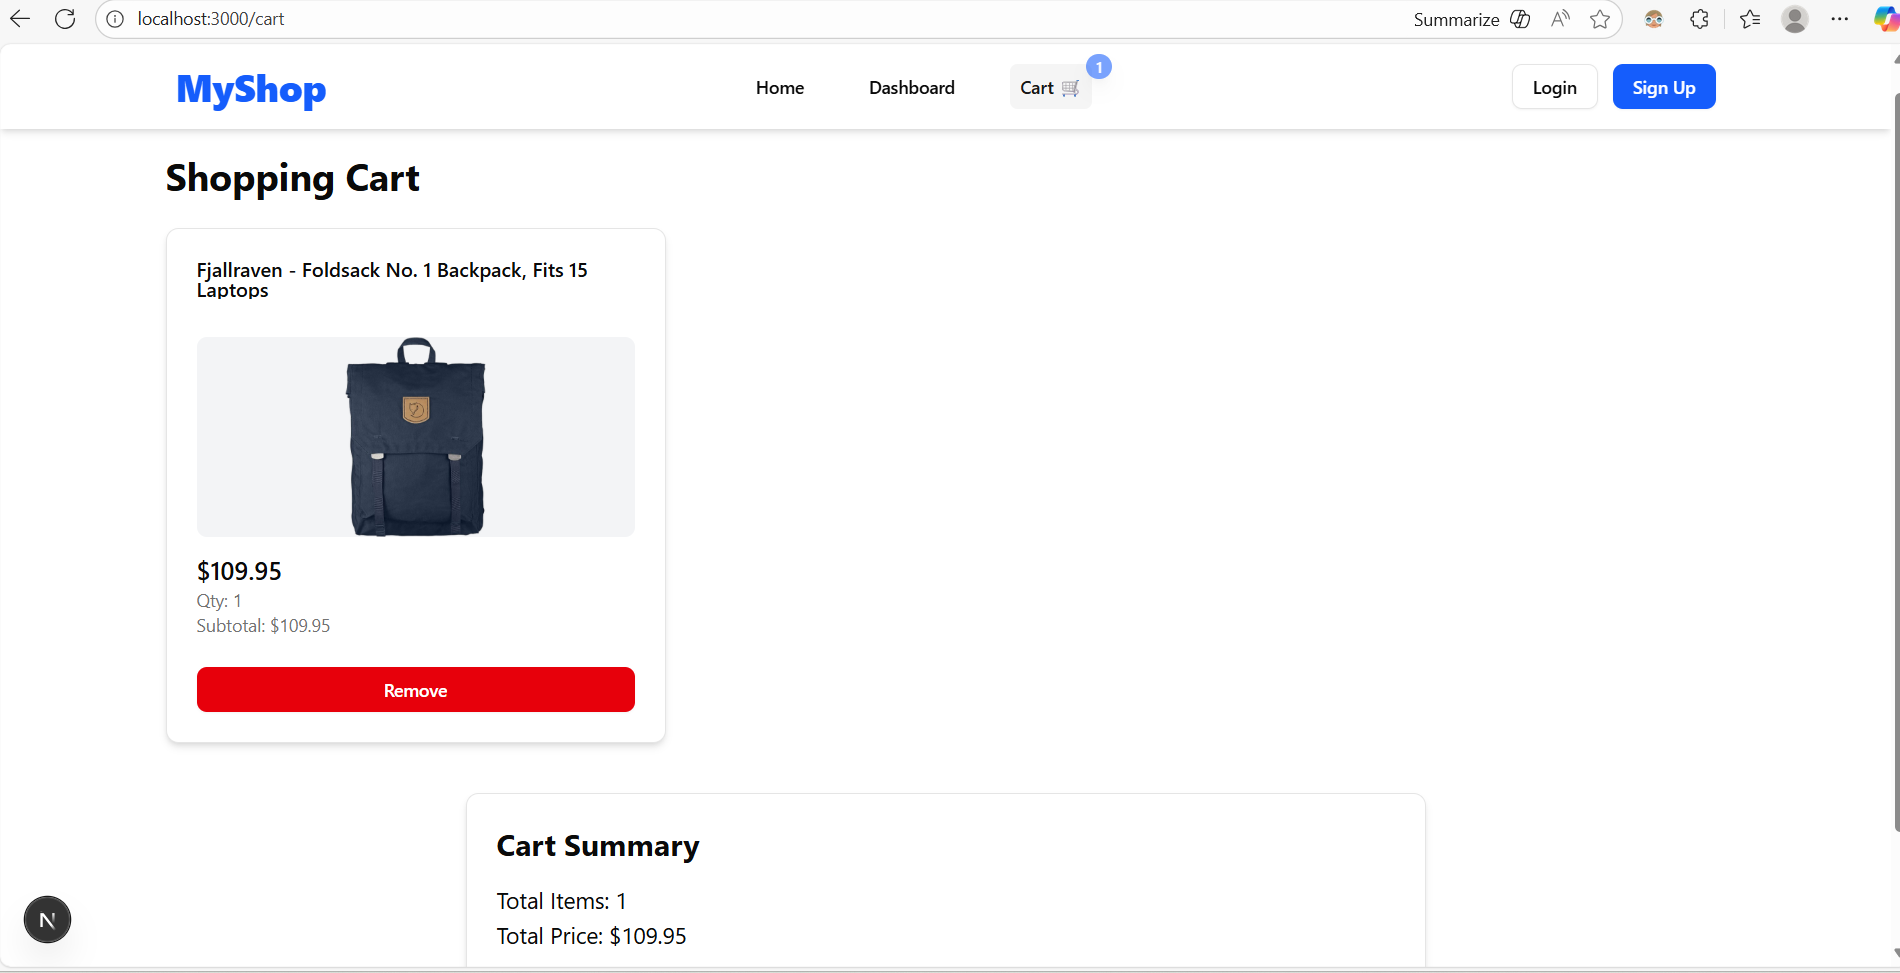 localhost:3000/cart
Summarize
MyShop
Home
Dashboard
Cart 🛒
1
Login
Sign Up
Shopping Cart
Fjallraven - Foldsack No. 1 Backpack, Fits 15
Laptops
$109.95
Qty: 1
Subtotal: $109.95
Remove
Cart Summary
Total Items: 1
Total Price: $109.95
N